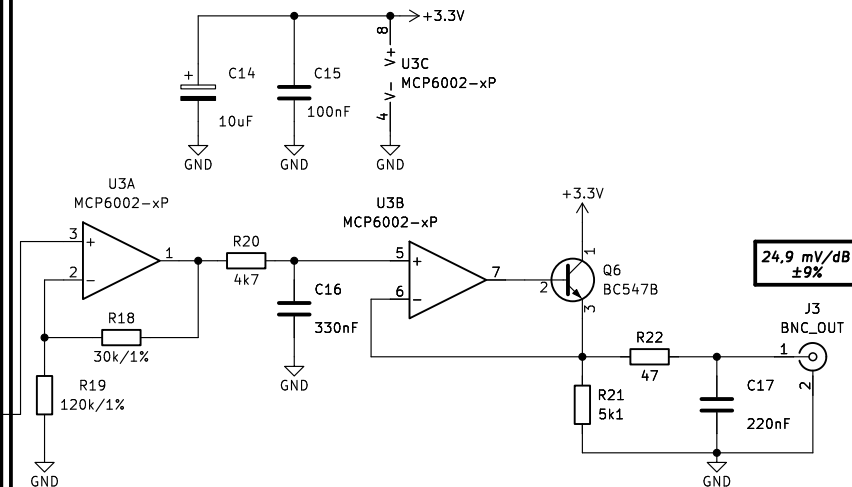 +3.3V
8
V+
U3C
MCP6002-xP
V-
4
+
C14
10uF
C15
100nF
GND
GND
GND
U3A
MCP6002-xP
3
+
2
-
1
R20
4k7
C16
330nF
GND
R18
30k/1%
R19
120k/1%
GND
U3B
MCP6002-xP
5
+
6
-
7
+3.3V
1
2
3
Q6
BC547B
24,9 mV/dB
±9%
J3
BNC_OUT
1
2
R22
47
R21
5k1
C17
220nF
GND